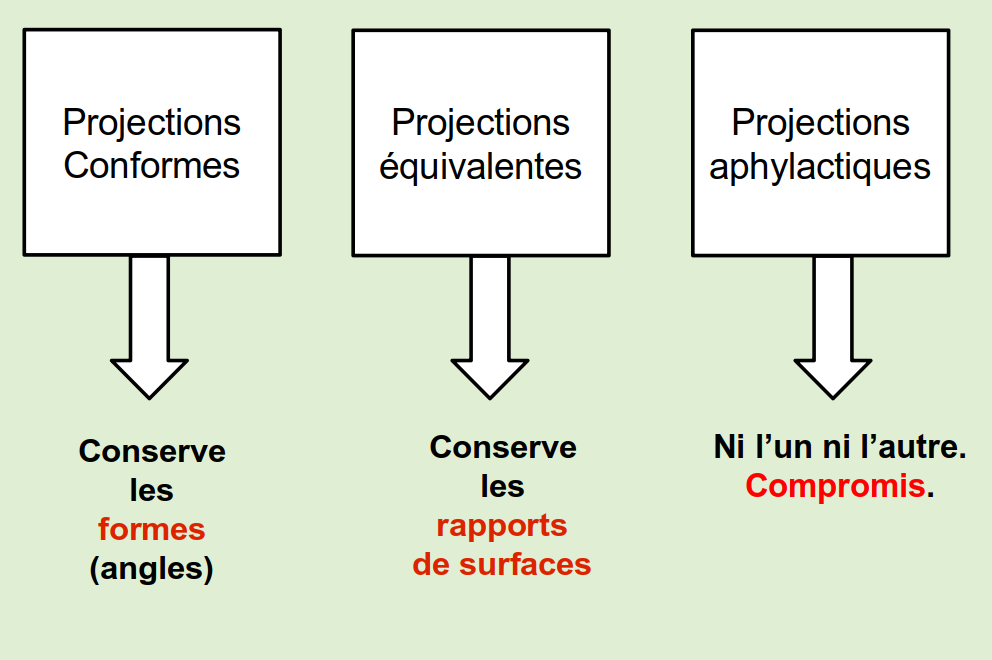 Projections
Conformes
Projections
équivalentes
Projections
aphylactiques
Conserve
les
formes
(angles)
Conserve
les
rapports
de surfaces
Ni l’un ni l’autre.
Compromis.